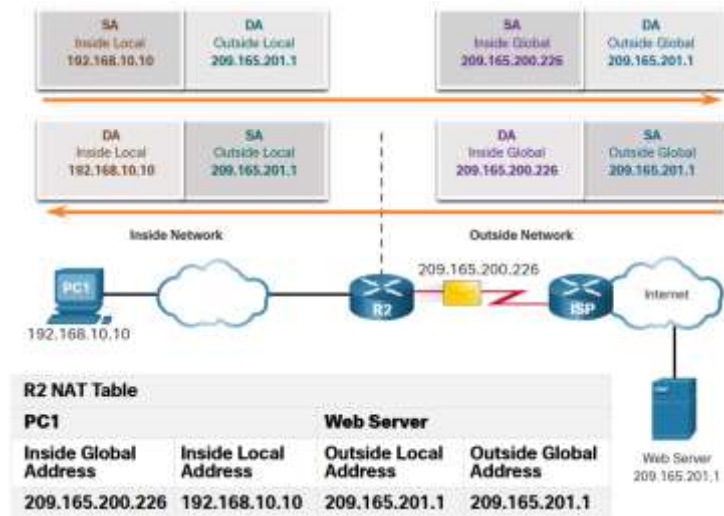 SA
Inside Local
192.168.10.10
DA
Outside Local
209.165.201.1
SA
Inside Global
209.165.200.226
DA
Outside Global
209.165.201.1
DA
Inside Local
192.168.10.10
SA
Outside Local
209.165.201.1
DA
Inside Global
209.165.200.226
SA
Outside Global
209.165.201.1
Inside Network
Outside Network
209.165.200.226
PC1
R2
ISP
Internet
192.168.10.10
R2 NAT Table
PC1 Web Server
Inside Global Address
Inside Local Address
Outside Local Address
Outside Global Address
209.165.200.226 192.168.10.10 209.165.201.1 209.165.201.1
Web Server
209.165.201.1